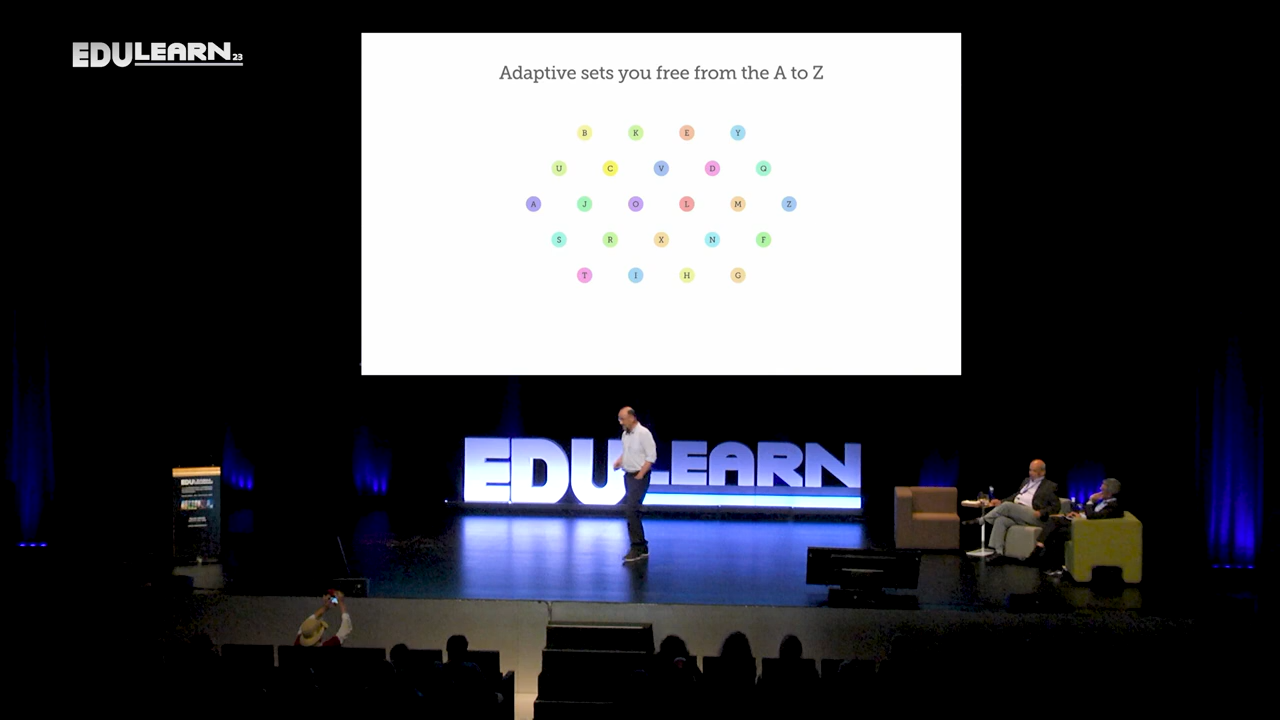 EDULEARN23
Adaptive sets you free from the A to Z
B K E Y
U C V D Q
A J O L M Z
S R X N F
T I H G
EDULEARN